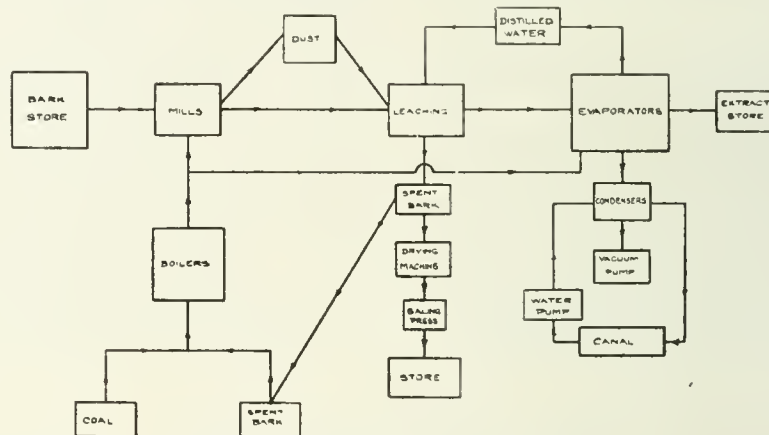 DUST
DISTILLED
WATER
BARK
STORE
MILLS
LEACHING
EVAPORATORS
EXTRACT
STORE
SPENT
BARK
CONDENSERS
BOILERS
DRYING
MACHING
VACUUM
PUMP
WATER
PUMP
BALING
PRESS
CANAL
STORE
COAL
SPENT
BARK